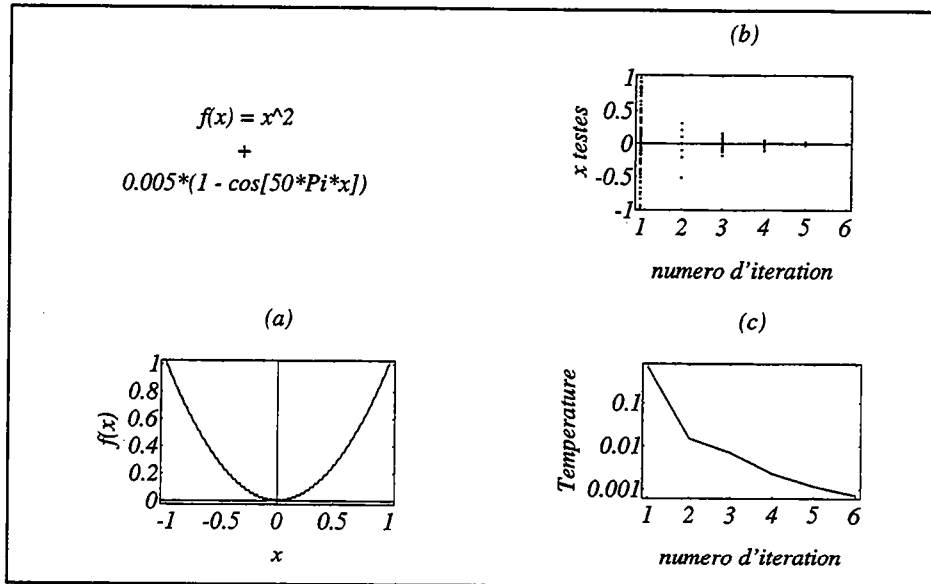 f(x) = x^2
+
0.005*(1 - cos[50*Pi*x])
(b)
x testes
1
0.5
0
-0.5
-1
1 2 3 4 5 6
numero d'iteration
(a)
f(x)
1
0.8
0.6
0.4
0.2
0
-1 -0.5 0 0.5 1
x
(c)
Temperature
0.1
0.01
0.001
1 2 3 4 5 6
numero d'iteration